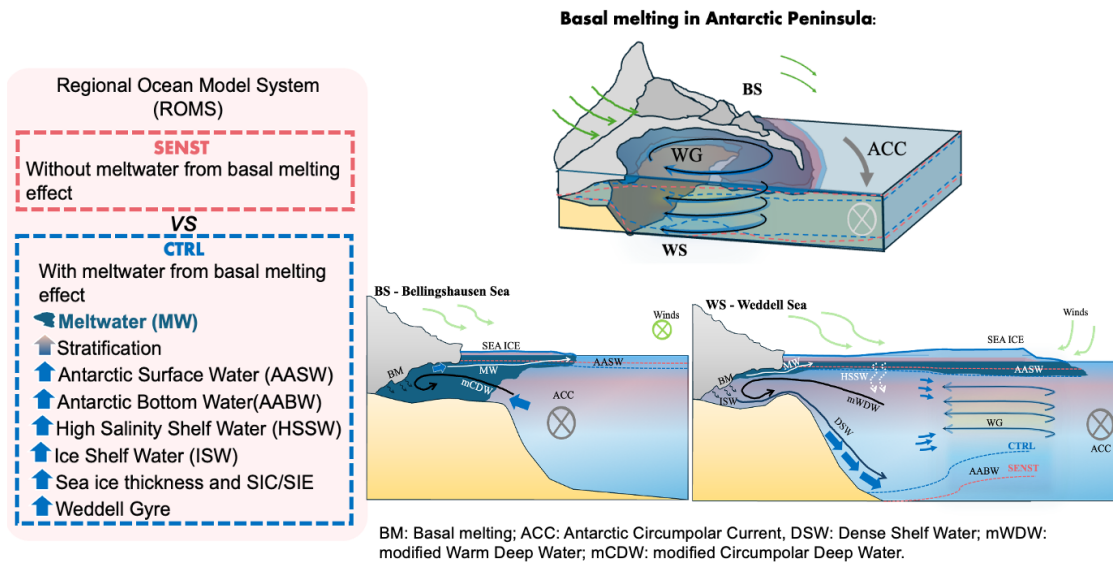 Basal melting in Antarctic Peninsula:
Regional Ocean Model System
(ROMS)
SENST
Without meltwater from basal melting
effect
VS
CTRL
With meltwater from basal melting
effect
Meltwater (MW)
Stratification
Antarctic Surface Water (AASW)
Antarctic Bottom Water(AABW)
High Salinity Shelf Water (HSSW)
Ice Shelf Water (ISW)
Sea ice thickness and SIC/SIE
Weddell Gyre
BS
WG
ACC
WS
BS - Bellingshausen Sea
Winds
SEA ICE
AASW
BM
MW
mCDW
ACC
WS - Weddell Sea
Winds
SEA ICE
MW
AASW
BM
HSSW
ISW
mWDW
WG
DSW
CTRL
ACC
AABW
SENST
BM: Basal melting; ACC: Antarctic Circumpolar Current, DSW: Dense Shelf Water; mWDW:
modified Warm Deep Water; mCDW: modified Circumpolar Deep Water.